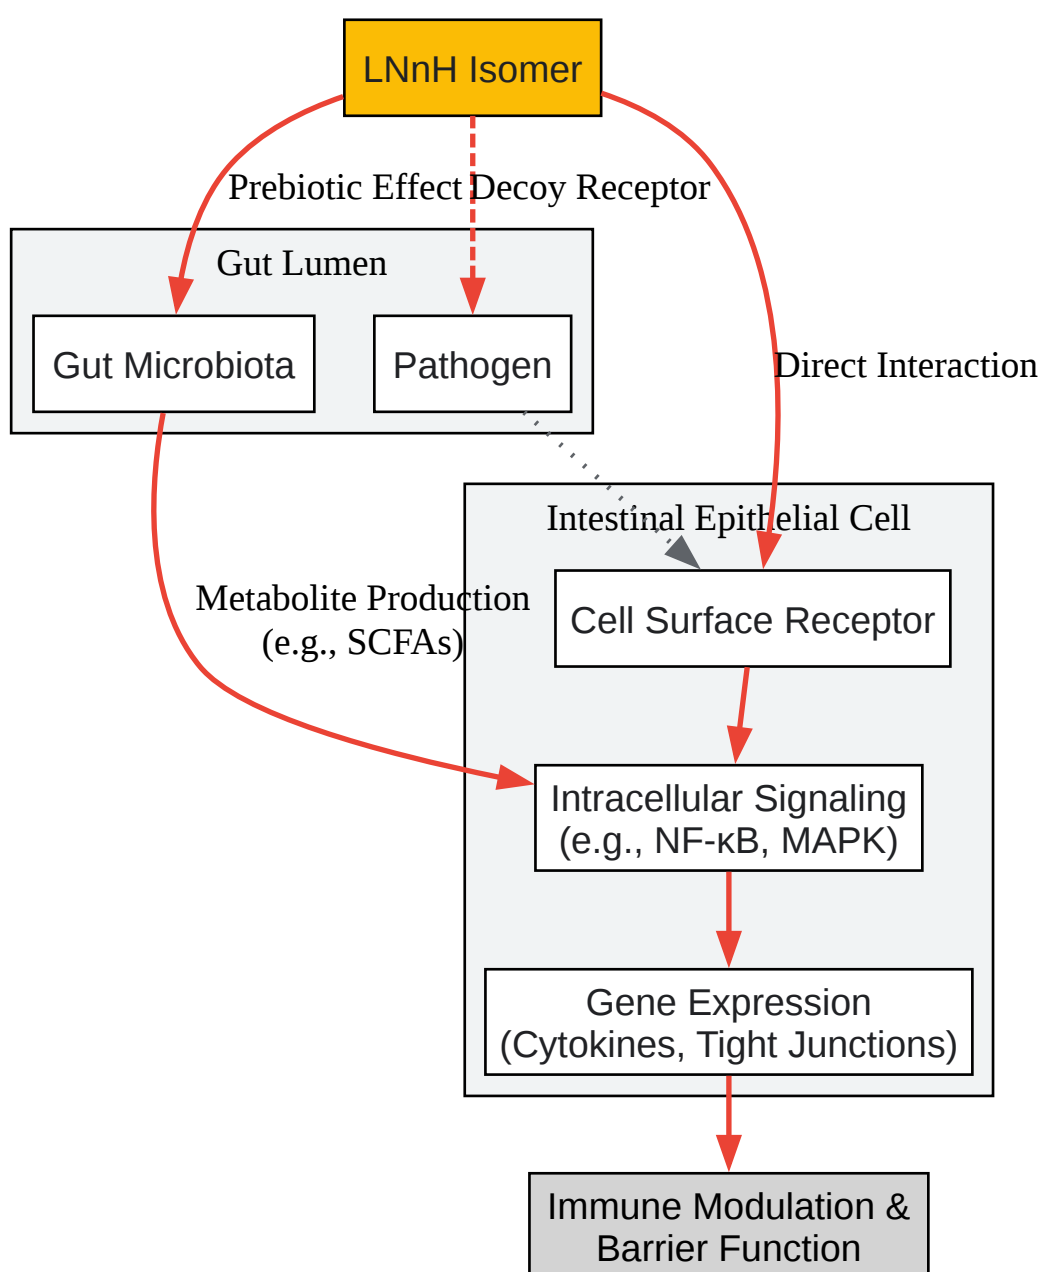 LNnH Isomer
Prebiotic Effect
Decoy Receptor
Gut Lumen
Gut Microbiota
Pathogen
Direct Interaction
Intestinal Epithelial Cell
Metabolite Production
(e.g., SCFAs)
Cell Surface Receptor
Intracellular Signaling
(e.g., NF-κB, MAPK)
Gene Expression
(Cytokines, Tight Junctions)
Immune Modulation &
Barrier Function